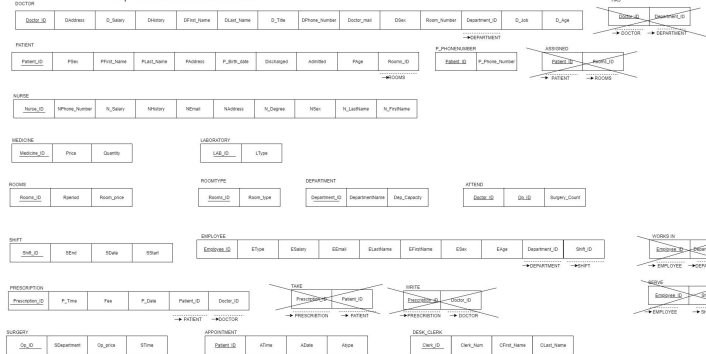 DOCTOR
Doctor_ID DAddress D_Salary DHistory DFirst_Name DLast_Name D_Title DPhone_Number Doctor_mail DSex Room_Number Department_ID D_Job D_Age
→DEPARTMENT
Doctor_ID Department_ID
→ DOCTOR → DEPARTMENT
PATIENT
Patient_ID PSex PFirst_Name PLast_Name PAddress P_Birth_date Discharged Admitted PAge Rooms_ID
→ROOMS
P_PHONENUMBER
Patient_ID P_Phone_Number
ASSIGNED
Patient_ID Rooms_ID
→ PATIENT → ROOMS
NURSE
Nurse_ID NPhone_Number N_Salary NHistory NEmail NAddress N_Degree NSex N_LastName N_FirstName
MEDICINE
Medicine_ID Price Quantity
LABORATORY
LAB_ID LType
ROOMS
Rooms_ID Rperiod Room_price
ROOMTYPE
Rooms_ID Room_type
DEPARTMENT
Department_ID DepartmentName Dep_Capacity
ATTEND
Doctor_ID Op_ID Surgery_Count
SHIFT
Shift_ID SEnd SDate SStart
EMPLOYEE
Employee_ID EType ESalary EEmail ELastName EFirstName ESex EAge Department_ID Shift_ID
→DEPARTMENT →SHIFT
WORKS IN
Employee_ID
→ EMPLOYEE
PRESCRIPTION
Prescription_ID P_Time Fee P_Date Patient_ID Doctor_ID
→ PATIENT →DOCTOR
TAKE
Prescription_ID Patient_ID
→ PRESCRIBTION → PATIENT
WRITE
Prescription_ID Doctor_ID
→PRESCRIBTION → DOCTOR
SERVE
Employee_ID
→EMPLOYEE
SURGERY
Op_ID SDepartment Op_price STime
APPOINTMENT
Patient_ID ATime ADate Atype
DESK_CLERK
Clerk_ID Clerk_Num CFirst_Name CLast_Name